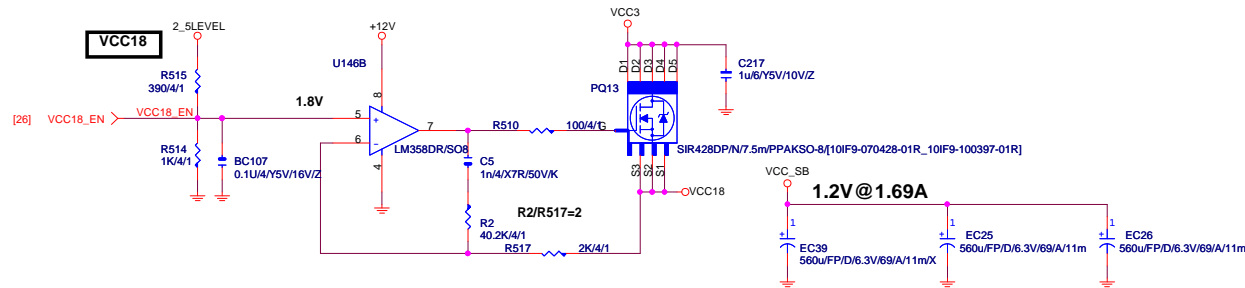 VCC18
2_5LEVEL
R515
390/4/1
[26]
VCC18_EN
VCC18_EN
R514
1K/4/1
BC107
0.1U/4/Y5V/16V/Z
1.8V
+12V
U146B
8
5
+
6
-
7
4
LM358DR/SO8
R510
100/4/1
G
C5
1n/4/X7R/50V/K
R2
40.2K/4/1
R2/R517=2
R517
2K/4/1
VCC3
D1
D2
D3
D4
D5
PQ13
SIR428DP/N/7.5m/PPAKSO-8/[10IF9-070428-01R_10IF9-100397-01R]
S3
S2
S1
VCC18
C217
1u/6/Y5V/10V/Z
VCC_SB
1.2V@1.69A
1
+
EC39
560u/FP/D/6.3V/69/A/11m/X
1
+
EC25
560u/FP/D/6.3V/69/A/11m
1
+
EC26
560u/FP/D/6.3V/69/A/11m